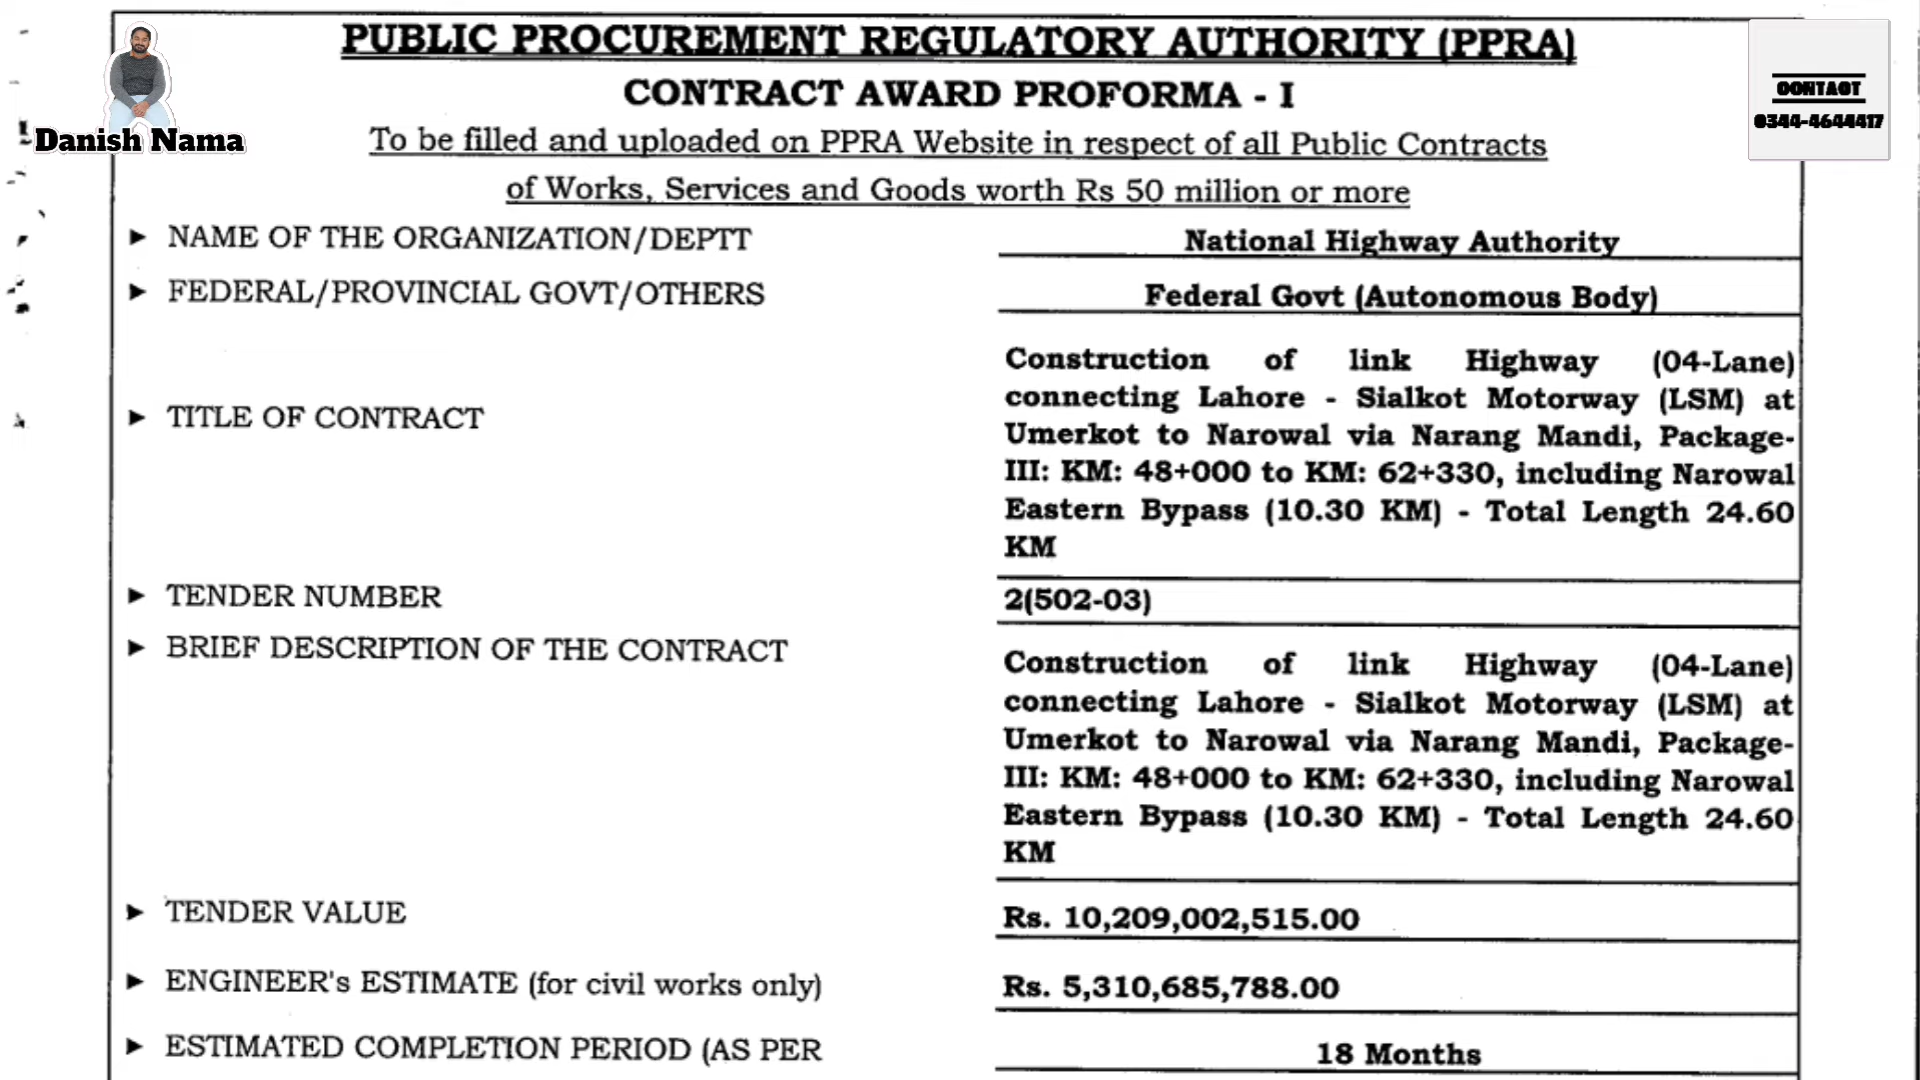 PUBLIC PROCUREMENT REGULATORY AUTHORITY (PPRA)
CONTRACT AWARD PROFORMA - I
To be filled and uploaded on PPRA Website in respect of all Public Contracts
of Works, Services and Goods worth Rs 50 million or more
Danish Nama
CONTACT
0344-4644417
► NAME OF THE ORGANIZATION/DEPTT
National Highway Authority
► FEDERAL/PROVINCIAL GOVT/OTHERS
Federal Govt (Autonomous Body)
► TITLE OF CONTRACT
Construction of link Highway (04-Lane)
connecting Lahore - Sialkot Motorway (LSM) at
Umerkot to Narowal via Narang Mandi, Package-
III: KM: 48+000 to KM: 62+330, including Narowal
Eastern Bypass (10.30 KM) - Total Length 24.60
KM
► TENDER NUMBER
2(502-03)
► BRIEF DESCRIPTION OF THE CONTRACT
Construction of link Highway (04-Lane)
connecting Lahore - Sialkot Motorway (LSM) at
Umerkot to Narowal via Narang Mandi, Package-
III: KM: 48+000 to KM: 62+330, including Narowal
Eastern Bypass (10.30 KM) - Total Length 24.60
KM
► TENDER VALUE
Rs. 10,209,002,515.00
► ENGINEER's ESTIMATE (for civil works only)
Rs. 5,310,685,788.00
► ESTIMATED COMPLETION PERIOD (AS PER
18 Months